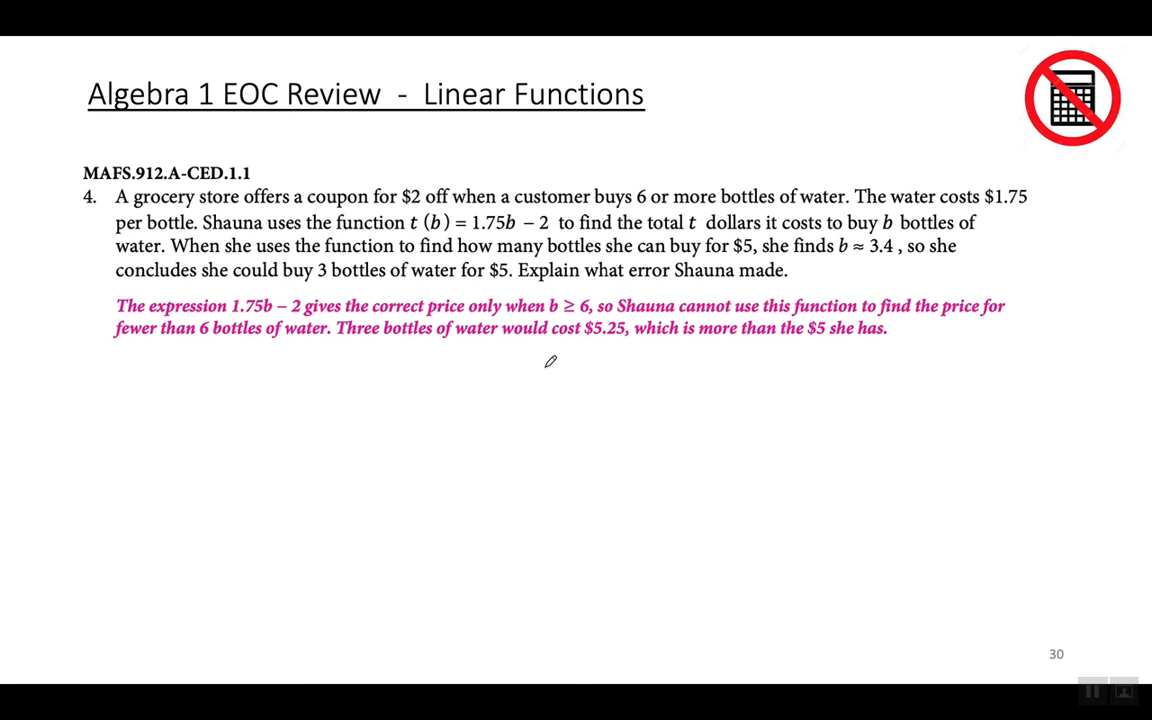 Algebra 1 EOC Review - Linear Functions
MAFS.912.A-CED.1.1
4. A grocery store offers a coupon for $2 off when a customer buys 6 or more bottles of water. The water costs $1.75
per bottle. Shauna uses the function t (b) = 1.75b − 2 to find the total t dollars it costs to buy b bottles of
water. When she uses the function to find how many bottles she can buy for $5, she finds b ≈ 3.4 , so she
concludes she could buy 3 bottles of water for $5. Explain what error Shauna made.
The expression 1.75b − 2 gives the correct price only when b ≥ 6, so Shauna cannot use this function to find the price for
fewer than 6 bottles of water. Three bottles of water would cost $5.25, which is more than the $5 she has.
30